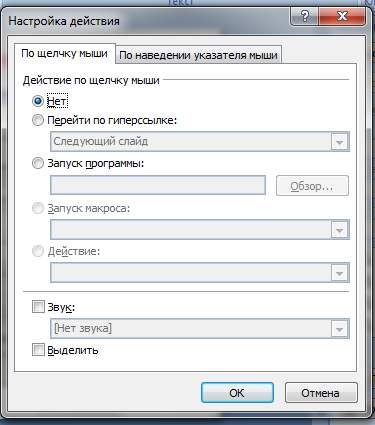 Текст
Настройка действия
По щелчку мыши
По наведении указателя мыши
Действие по щелчку мыши
Нет
Перейти по гиперссылке:
Следующий слайд
Запуск программы:
Обзор...
Запуск макроса:
Действие:
Звук:
[Нет звука]
Выделить
ОК
Отмена